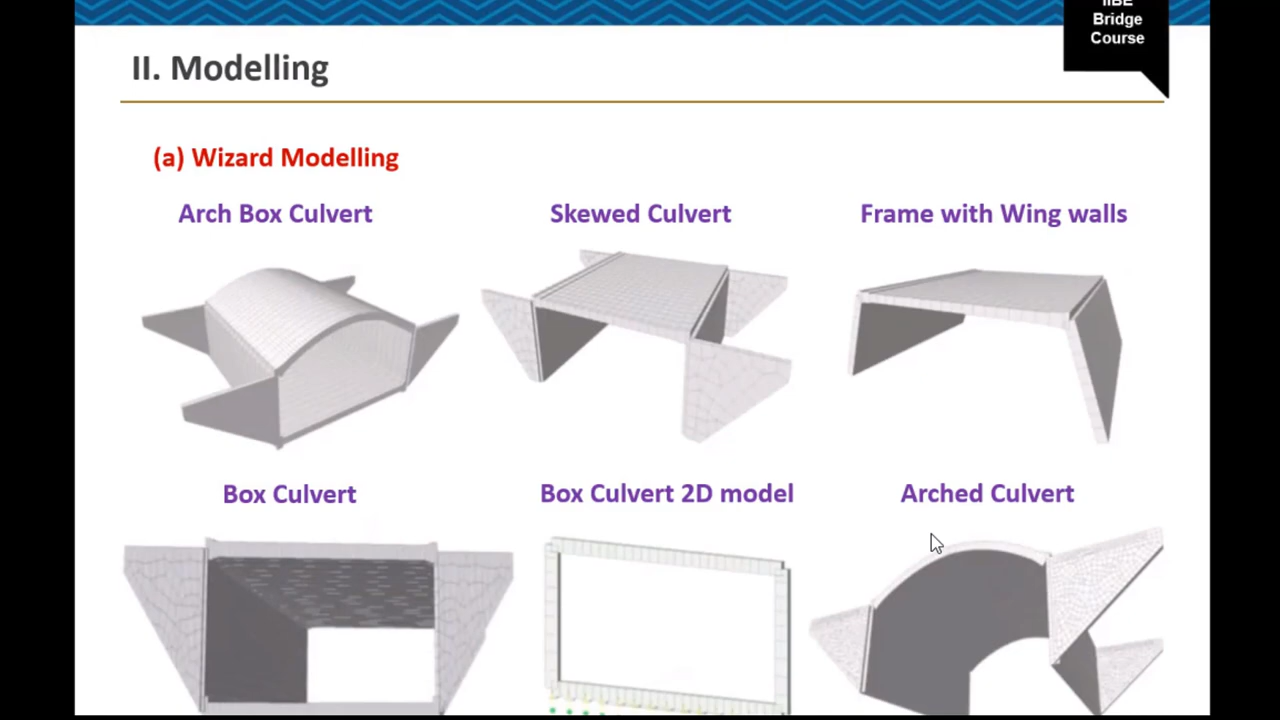 IIBE
Bridge
Course
II. Modelling
(a) Wizard Modelling
Arch Box Culvert
Skewed Culvert
Frame with Wing walls
Box Culvert
Box Culvert 2D model
Arched Culvert